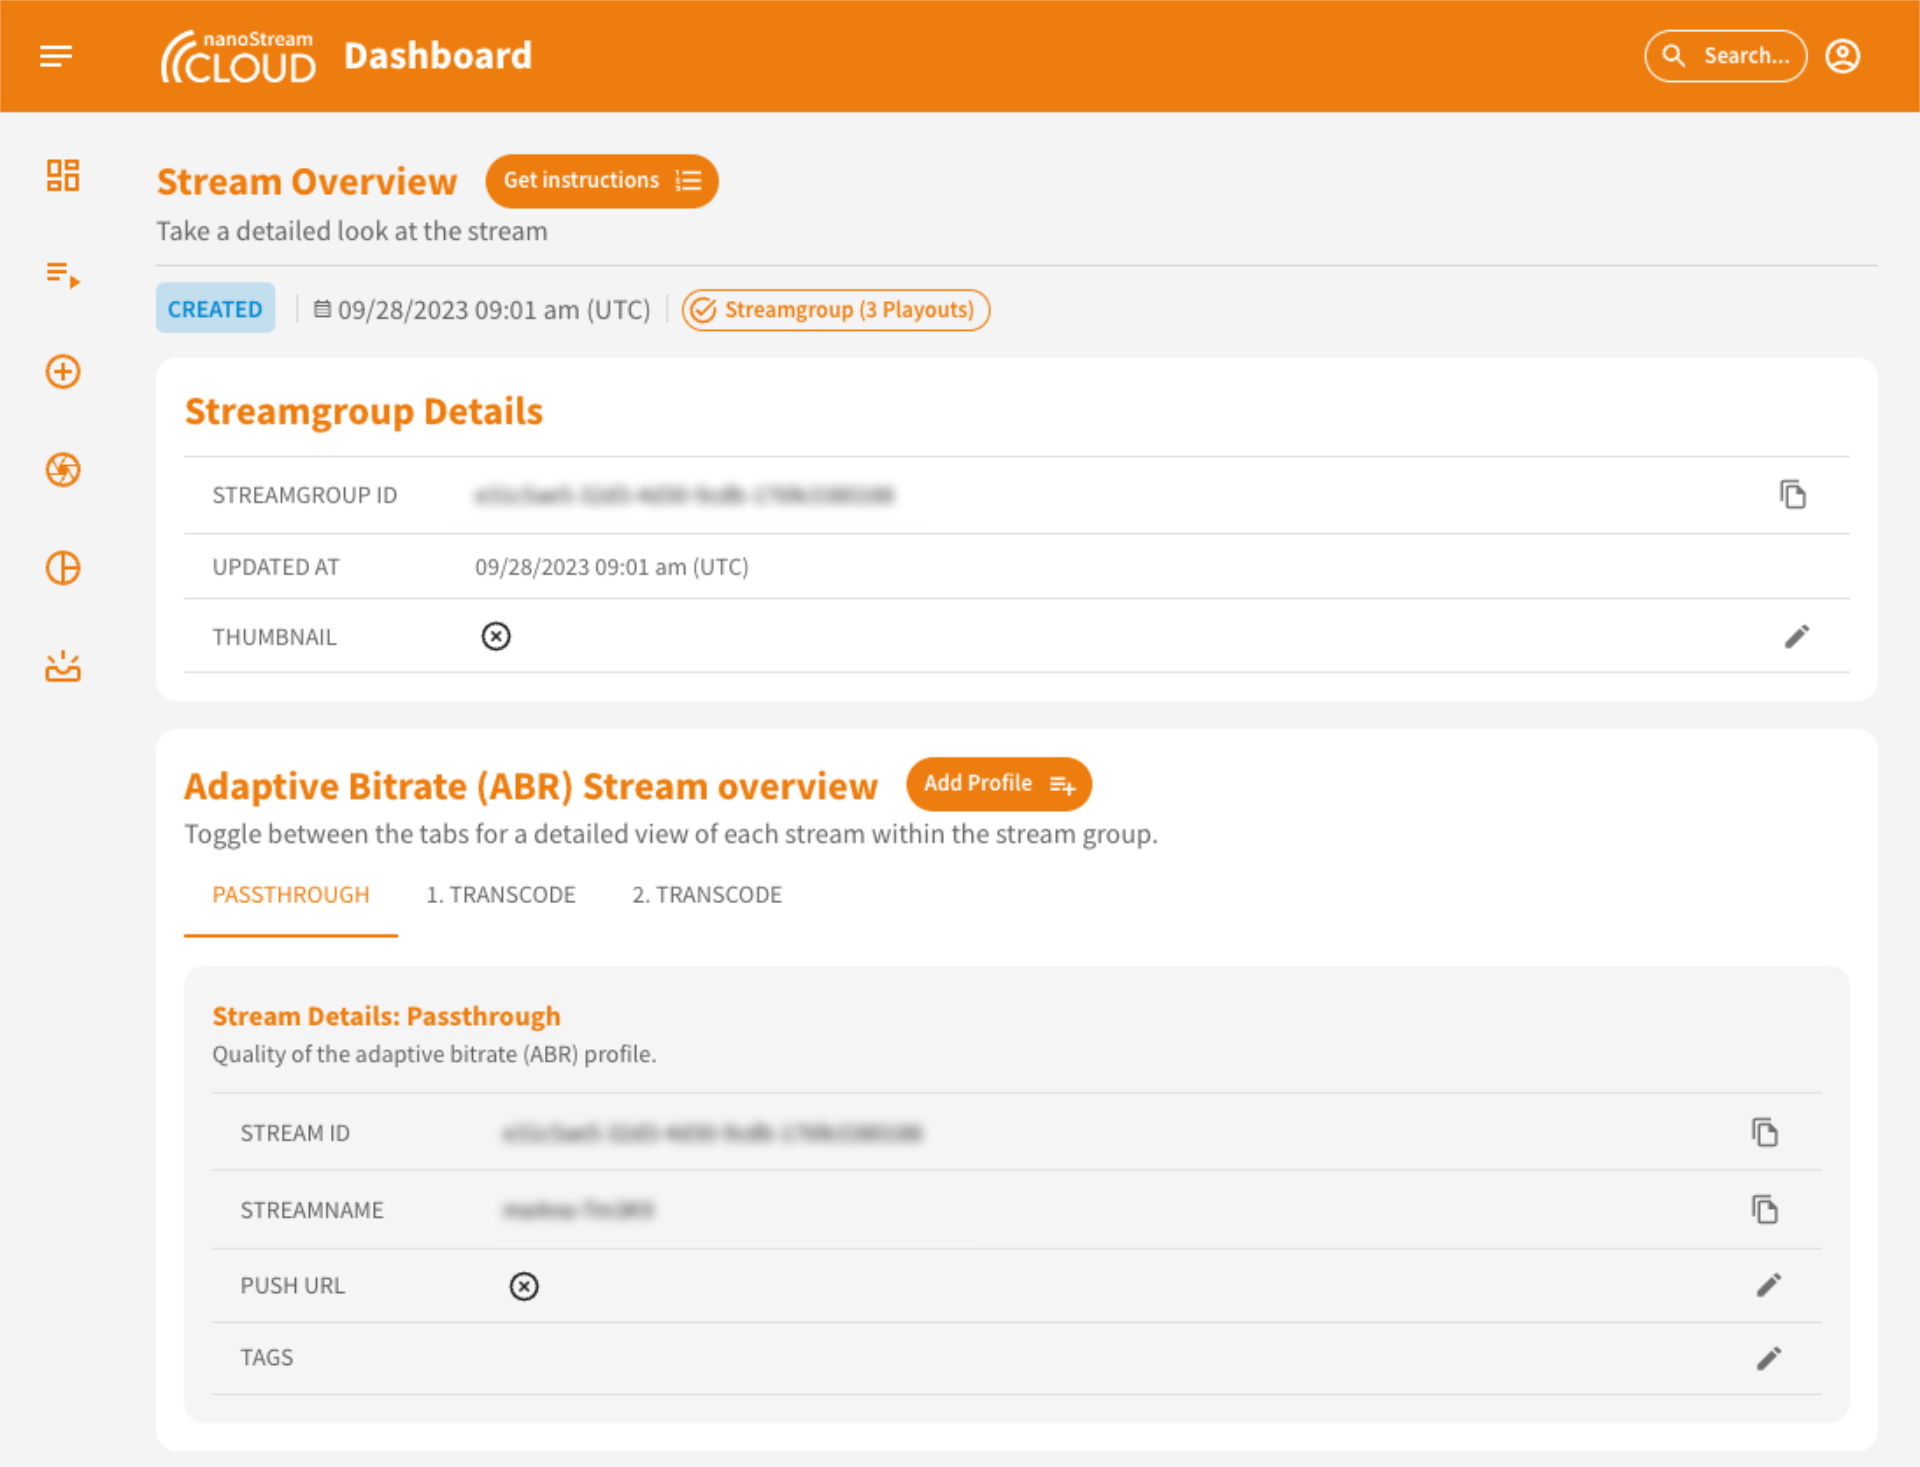 nanoStream
CLOUD
Dashboard
Search...
Stream Overview
Get instructions
Take a detailed look at the stream
CREATED
09/28/2023 09:01 am (UTC)
Streamgroup (3 Playouts)
Streamgroup Details
STREAMGROUP ID
UPDATED AT
09/28/2023 09:01 am (UTC)
THUMBNAIL
Adaptive Bitrate (ABR) Stream overview
Add Profile
Toggle between the tabs for a detailed view of each stream within the stream group.
PASSTHROUGH
1. TRANSCODE
2. TRANSCODE
Stream Details: Passthrough
Quality of the adaptive bitrate (ABR) profile.
STREAM ID
STREAMNAME
PUSH URL
TAGS